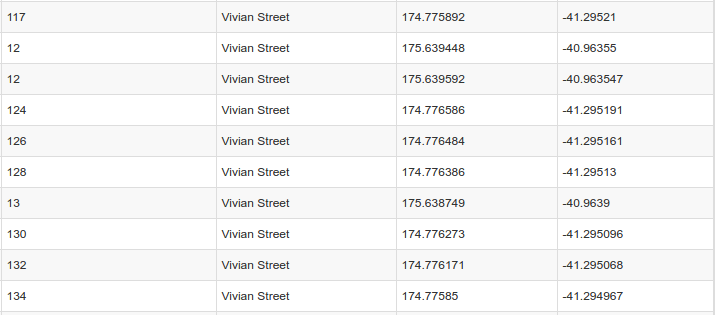 117 Vivian Street 174.775892 -41.29521
12 Vivian Street 175.639448 -40.96355
12 Vivian Street 175.639592 -40.963547
124 Vivian Street 174.776586 -41.295191
126 Vivian Street 174.776484 -41.295161
128 Vivian Street 174.776386 -41.29513
13 Vivian Street 175.638749 -40.9639
130 Vivian Street 174.776273 -41.295096
132 Vivian Street 174.776171 -41.295068
134 Vivian Street 174.77585 -41.294967